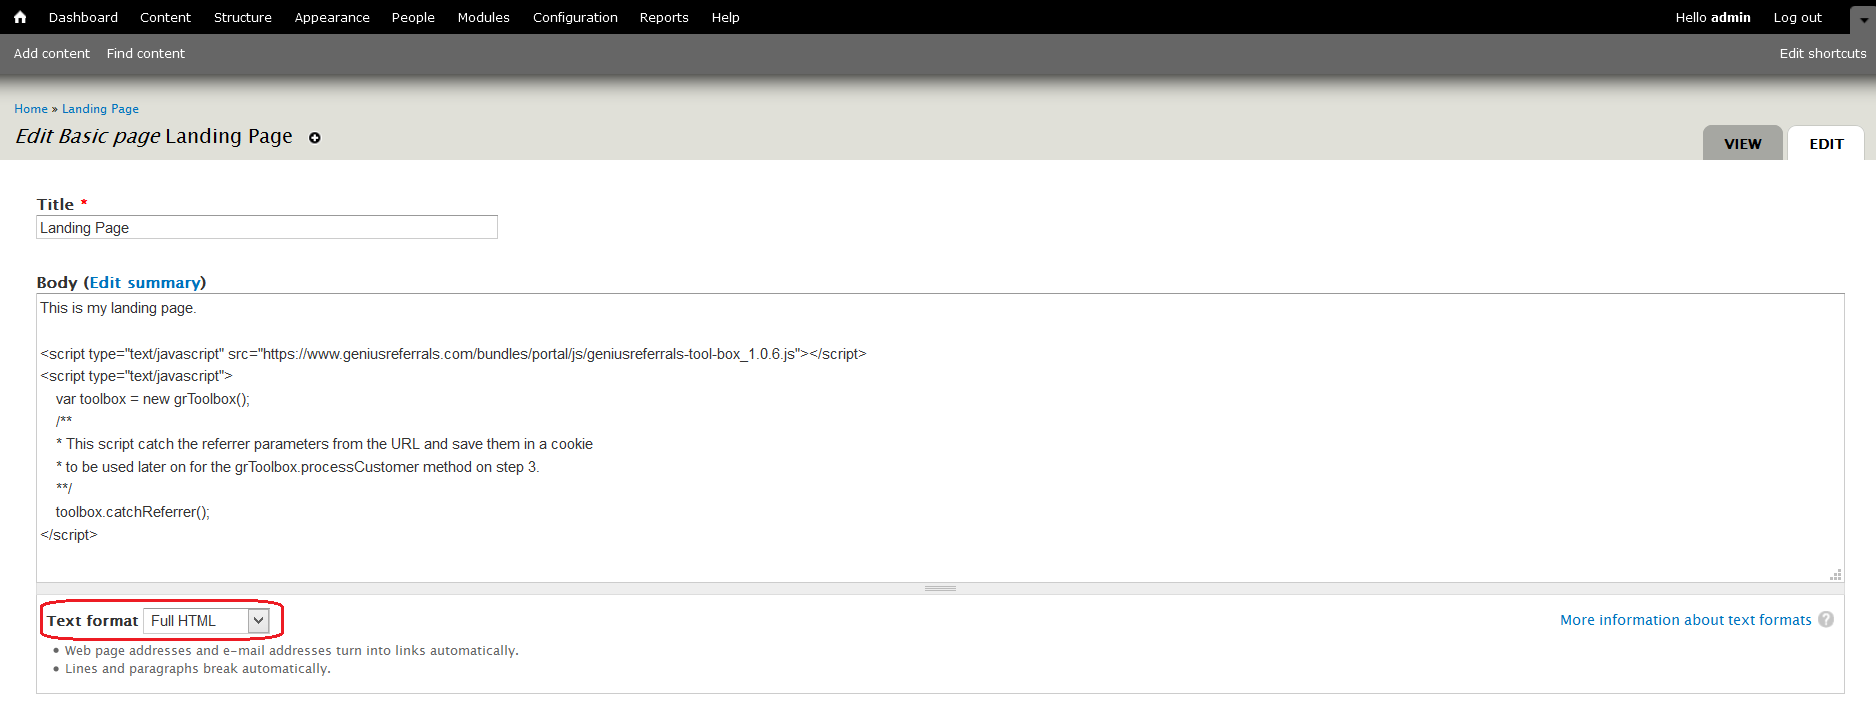 Dashboard Content Structure Appearance People Modules Configuration Reports Help Hello admin Log out
Add content Find content Edit shortcuts
Home » Landing Page
Edit Basic page Landing Page
VIEW EDIT
Title *
Landing Page
Body (Edit summary)
This is my landing page.
<script type="text/javascript" src="https://www.geniusreferrals.com/bundles/portal/js/geniusreferrals-tool-box_1.0.6.js"></script>
<script type="text/javascript">
var toolbox = new grToolbox();
/**
* This script catch the referrer parameters from the URL and save them in a cookie
* to be used later on for the grToolbox.processCustomer method on step 3.
**/
toolbox.catchReferrer();
</script>
Text format Full HTML More information about text formats ?
• Web page addresses and e-mail addresses turn into links automatically.
• Lines and paragraphs break automatically.